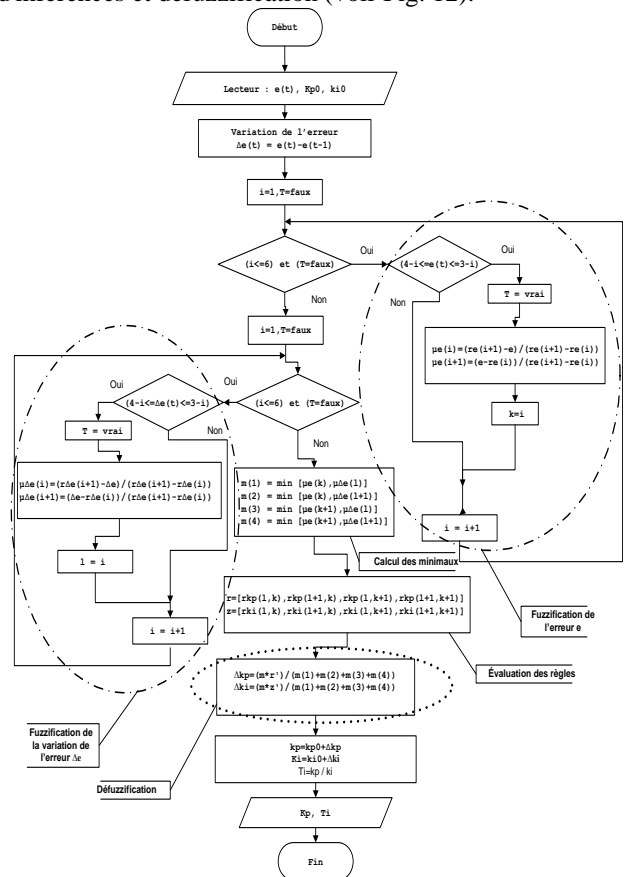 d'inférences et défuzzification (voir Fig. 12).
Début
Lecteur : e(t), Kp0, ki0
Variation de l'erreur
Δe(t) = e(t)-e(t-1)
i=1,T=faux
(i<=6) et (T=faux)
Oui
(4-i<=e(t)<=3-i)
Oui
Non
Non
T = vrai
i=1,T=faux
μe(i)=(re(i+1)-e)/(re(i+1)-re(i))
μe(i+1)=(e-re(i))/(re(i+1)-re(i))
k=i
i = i+1
Fuzzification de
l'erreur e
(i<=6) et (T=faux)
Oui
(4-i<=Δe(t)<=3-i)
Oui
Non
Non
T = vrai
μΔe(i)=(rΔe(i+1)-Δe)/(rΔe(i+1)-rΔe(i))
μΔe(i+1)=(Δe-rΔe(i))/(rΔe(i+1)-rΔe(i))
l = i
i = i+1
Fuzzification de
la variation de
l'erreur Δe
m(1) = min [μe(k),μΔe(l)]
m(2) = min [μe(k),μΔe(l+1)]
m(3) = min [μe(k+1),μΔe(l)]
m(4) = min [μe(k+1),μΔe(l+1)]
Calcul des minimaux
r=[rkp(l,k),rkp(l+1,k),rkp(l,k+1),rkp(l+1,k+1)]
z=[rki(l,k),rki(l+1,k),rki(l,k+1),rki(l+1,k+1)]
Évaluation des règles
Δkp=(m*z')/(m(1)+m(2)+m(3)+m(4))
Δki=(m*z')/(m(1)+m(2)+m(3)+m(4))
Défuzzification
kp=kp0+Δkp
Ki=ki0+Δki
Ti=kp / ki
Kp, Ti
Fin